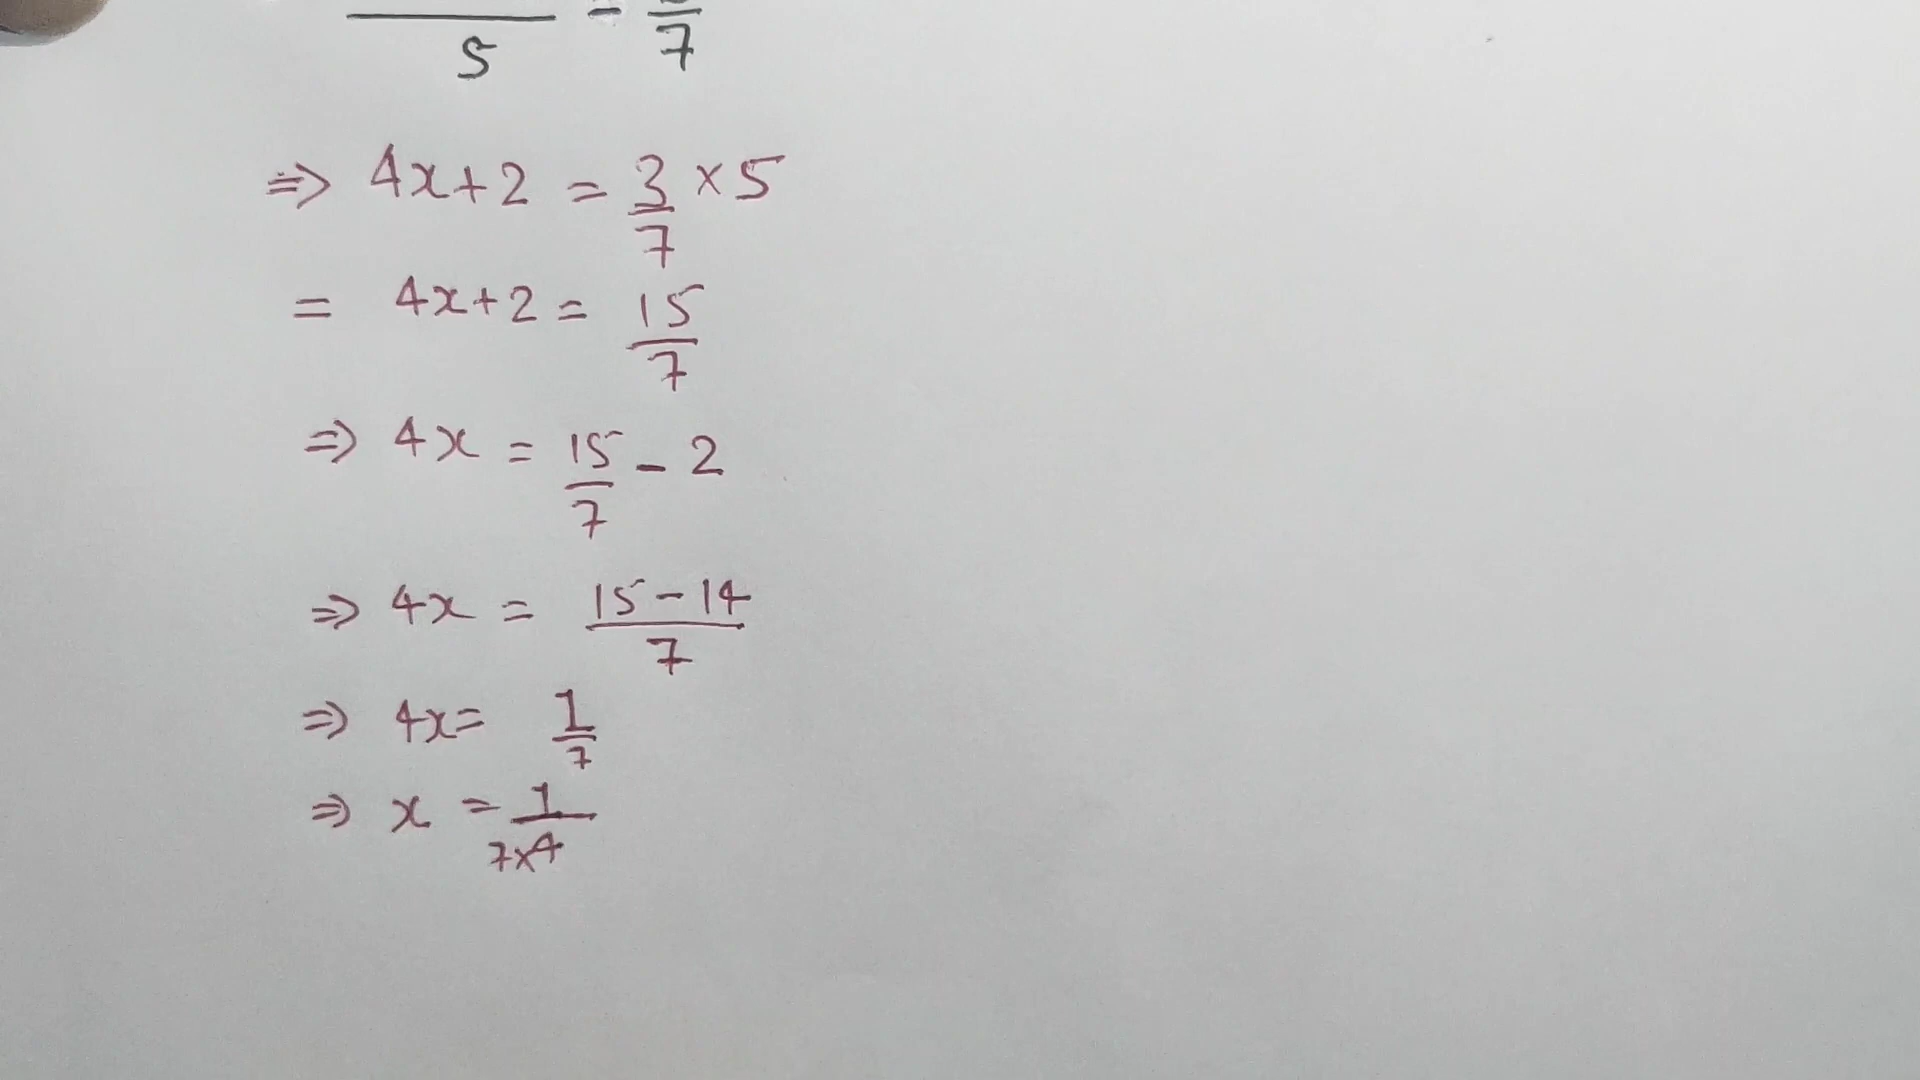 5 = 7
⇒ 4x+2 = 3/7 × 5
= 4x+2 = 15/7
⇒ 4x = 15/7 - 2
⇒ 4x = 15-14/7
⇒ 4x = 1/7
⇒ x = 1/7×4